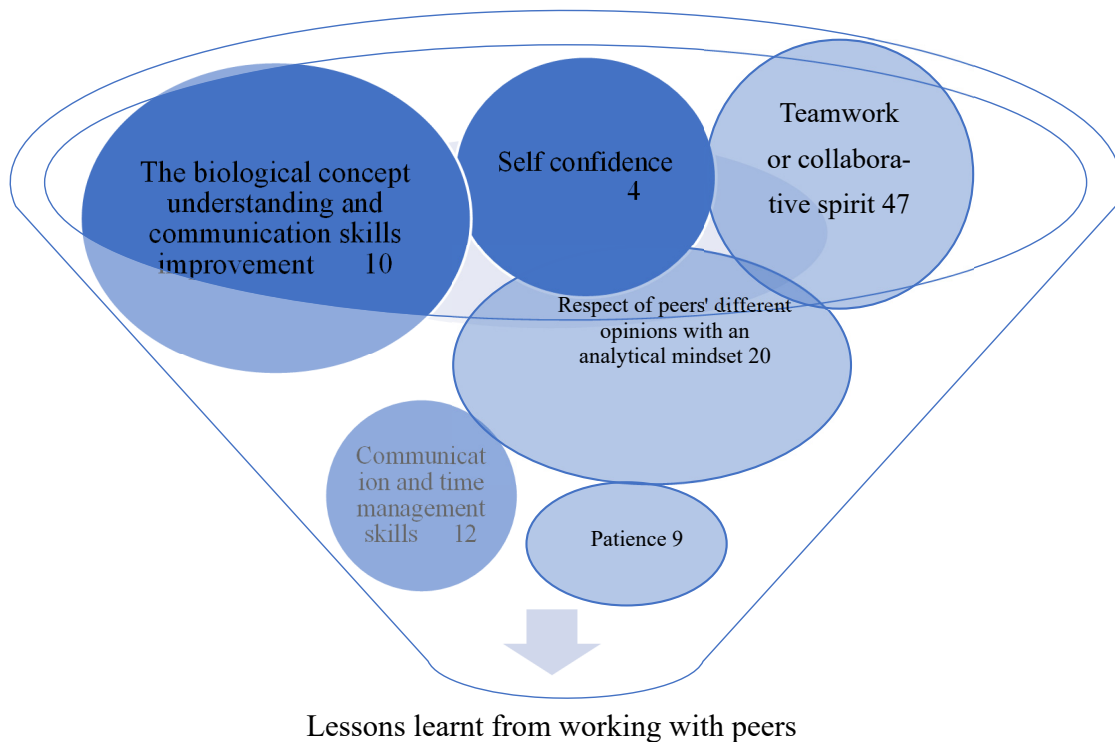 The biological concept
understanding and
communication skills
improvement 10
Self confidence
4
Teamwork
or collabora-
tive spirit 47
Respect of peers' different
opinions with an
analytical mindset 20
Communicat
ion and time
management
skills 12
Patience 9
Lessons learnt from working with peers